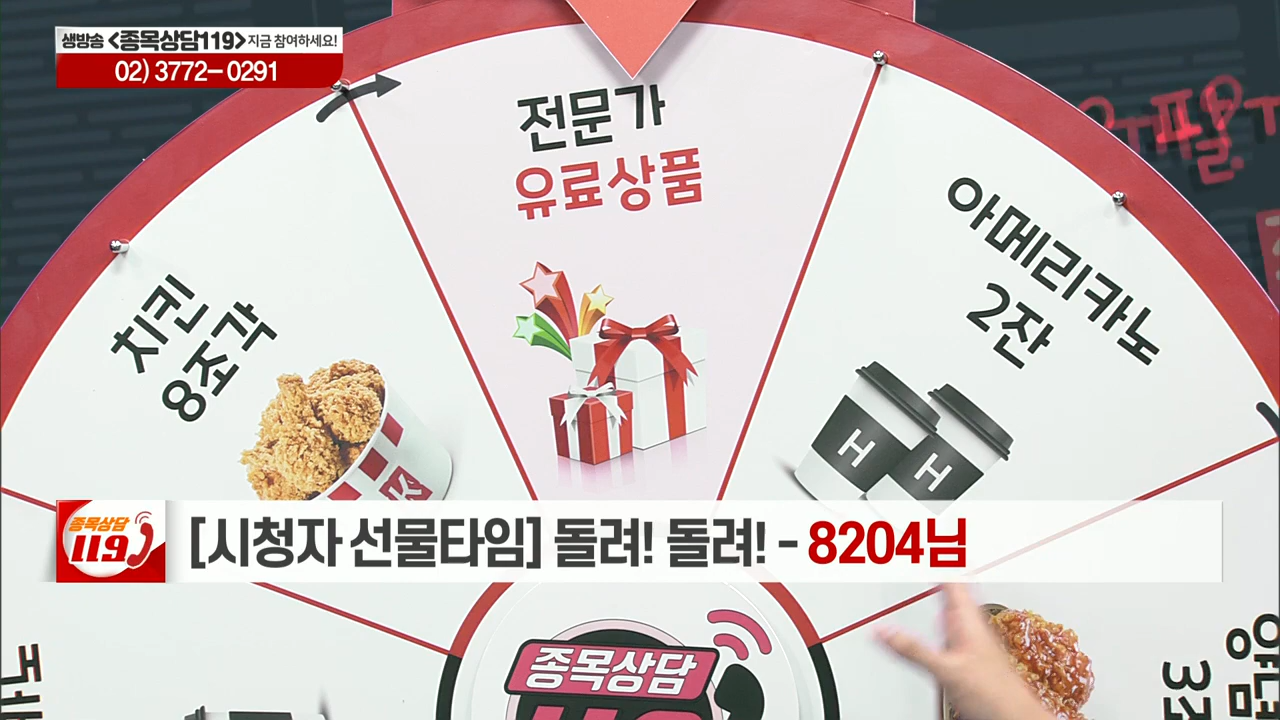 생방송 <종목상담119> 지금 참여하세요!
02) 3772-0291
전문가
유료상품
아메리카노
2잔
치킨
8조각
H
H
종목상담
119
[시청자 선물타임] 돌려! 돌려! - 8204님
종목상담